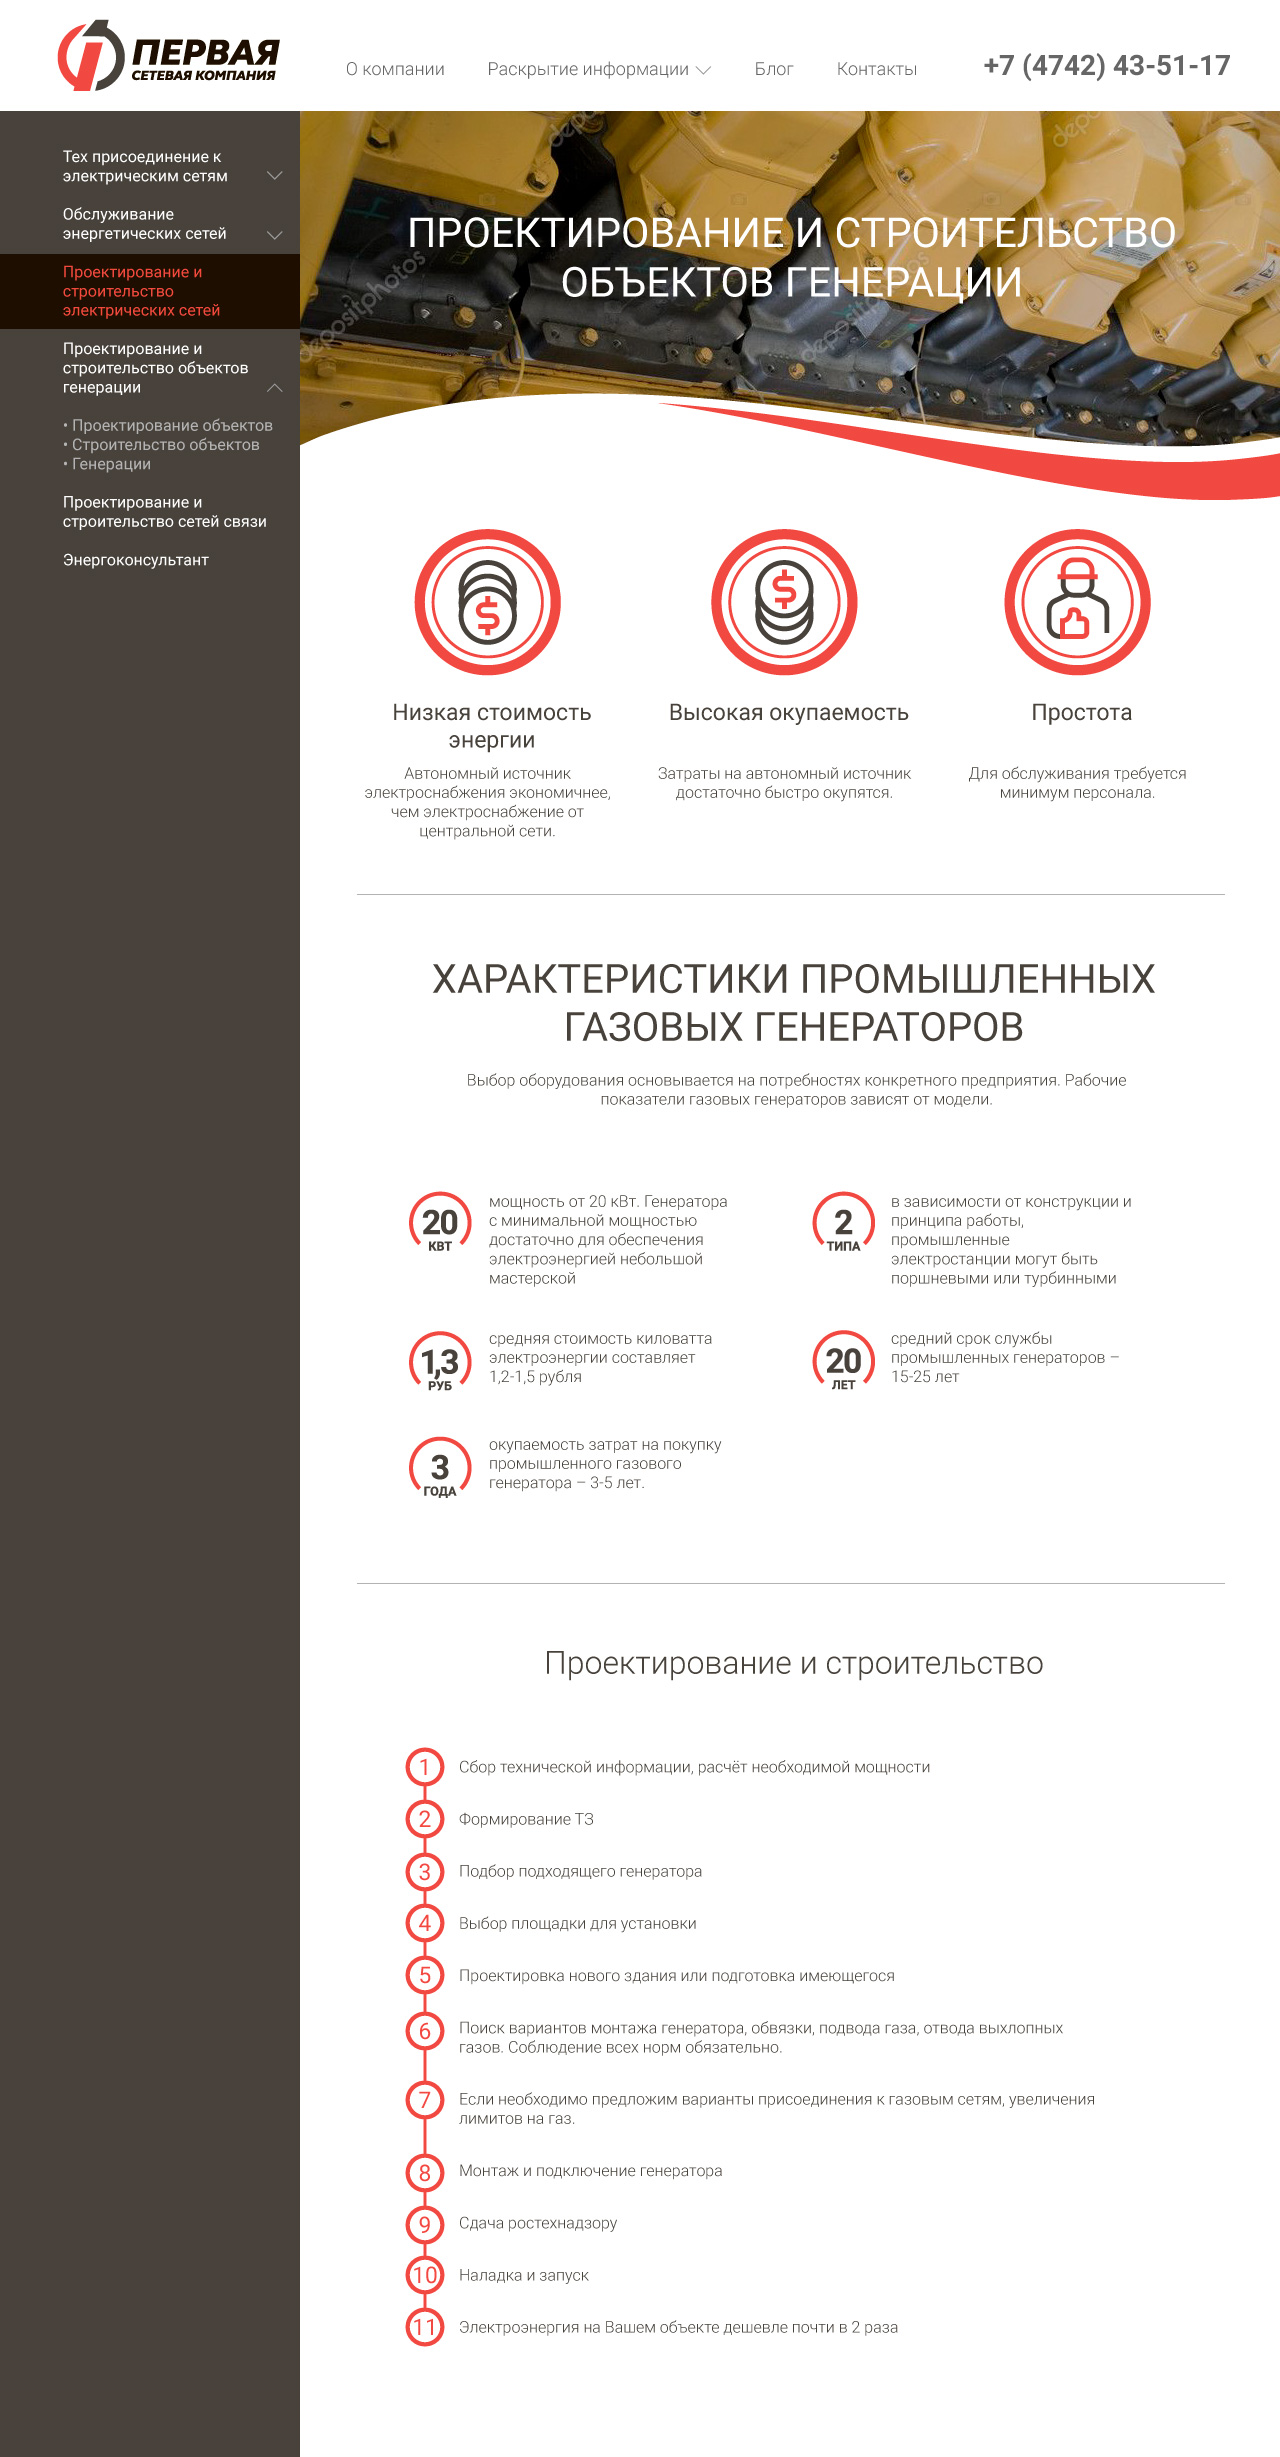 ПЕРВАЯ
СЕТЕВАЯ КОМПАНИЯ
О компании
Раскрытие информации
Блог
Контакты
+7 (4742) 43-51-17
Тех присоединение к
электрическим сетям
Обслуживание
энергетических сетей
Проектирование и
строительство
электрических сетей
Проектирование и
строительство объектов
генерации
• Проектирование объектов
• Строительство объектов
• Генерации
Проектирование и
строительство сетей связи
Энергоконсультант
depositphotos
depositphotos
ПРОЕКТИРОВАНИЕ И СТРОИТЕЛЬСТВО
ОБЪЕКТОВ ГЕНЕРАЦИИ
Низкая стоимость
энергии
Автономный источник
электроснабжения экономичнее,
чем электроснабжение от
центральной сети.
Высокая окупаемость
Затраты на автономный источник
достаточно быстро окупятся.
Простота
Для обслуживания требуется
минимум персонала.
ХАРАКТЕРИСТИКИ ПРОМЫШЛЕННЫХ
ГАЗОВЫХ ГЕНЕРАТОРОВ
Выбор оборудования основывается на потребностях конкретного предприятия. Рабочие
показатели газовых генераторов зависят от модели.
20
КВТ
мощность от 20 кВт. Генератора
с минимальной мощностью
достаточно для обеспечения
электроэнергией небольшой
мастерской
2
ТИПА
в зависимости от конструкции и
принципа работы,
промышленные
электростанции могут быть
поршневыми или турбинными
1,3
РУБ
средняя стоимость киловатта
электроэнергии составляет
1,2-1,5 рубля
20
ЛЕТ
средний срок службы
промышленных генераторов –
15-25 лет
3
ГОДА
окупаемость затрат на покупку
промышленного газового
генератора – 3-5 лет.
Проектирование и строительство
1 Сбор технической информации, расчёт необходимой мощности
2 Формирование ТЗ
3 Подбор подходящего генератора
4 Выбор площадки для установки
5 Проектировка нового здания или подготовка имеющегося
6 Поиск вариантов монтажа генератора, обвязки, подвода газа, отвода выхлопных
газов. Соблюдение всех норм обязательно.
7 Если необходимо предложим варианты присоединения к газовым сетям, увеличения
лимитов на газ.
8 Монтаж и подключение генератора
9 Сдача ростехнадзору
10 Наладка и запуск
11 Электроэнергия на Вашем объекте дешевле почти в 2 раза